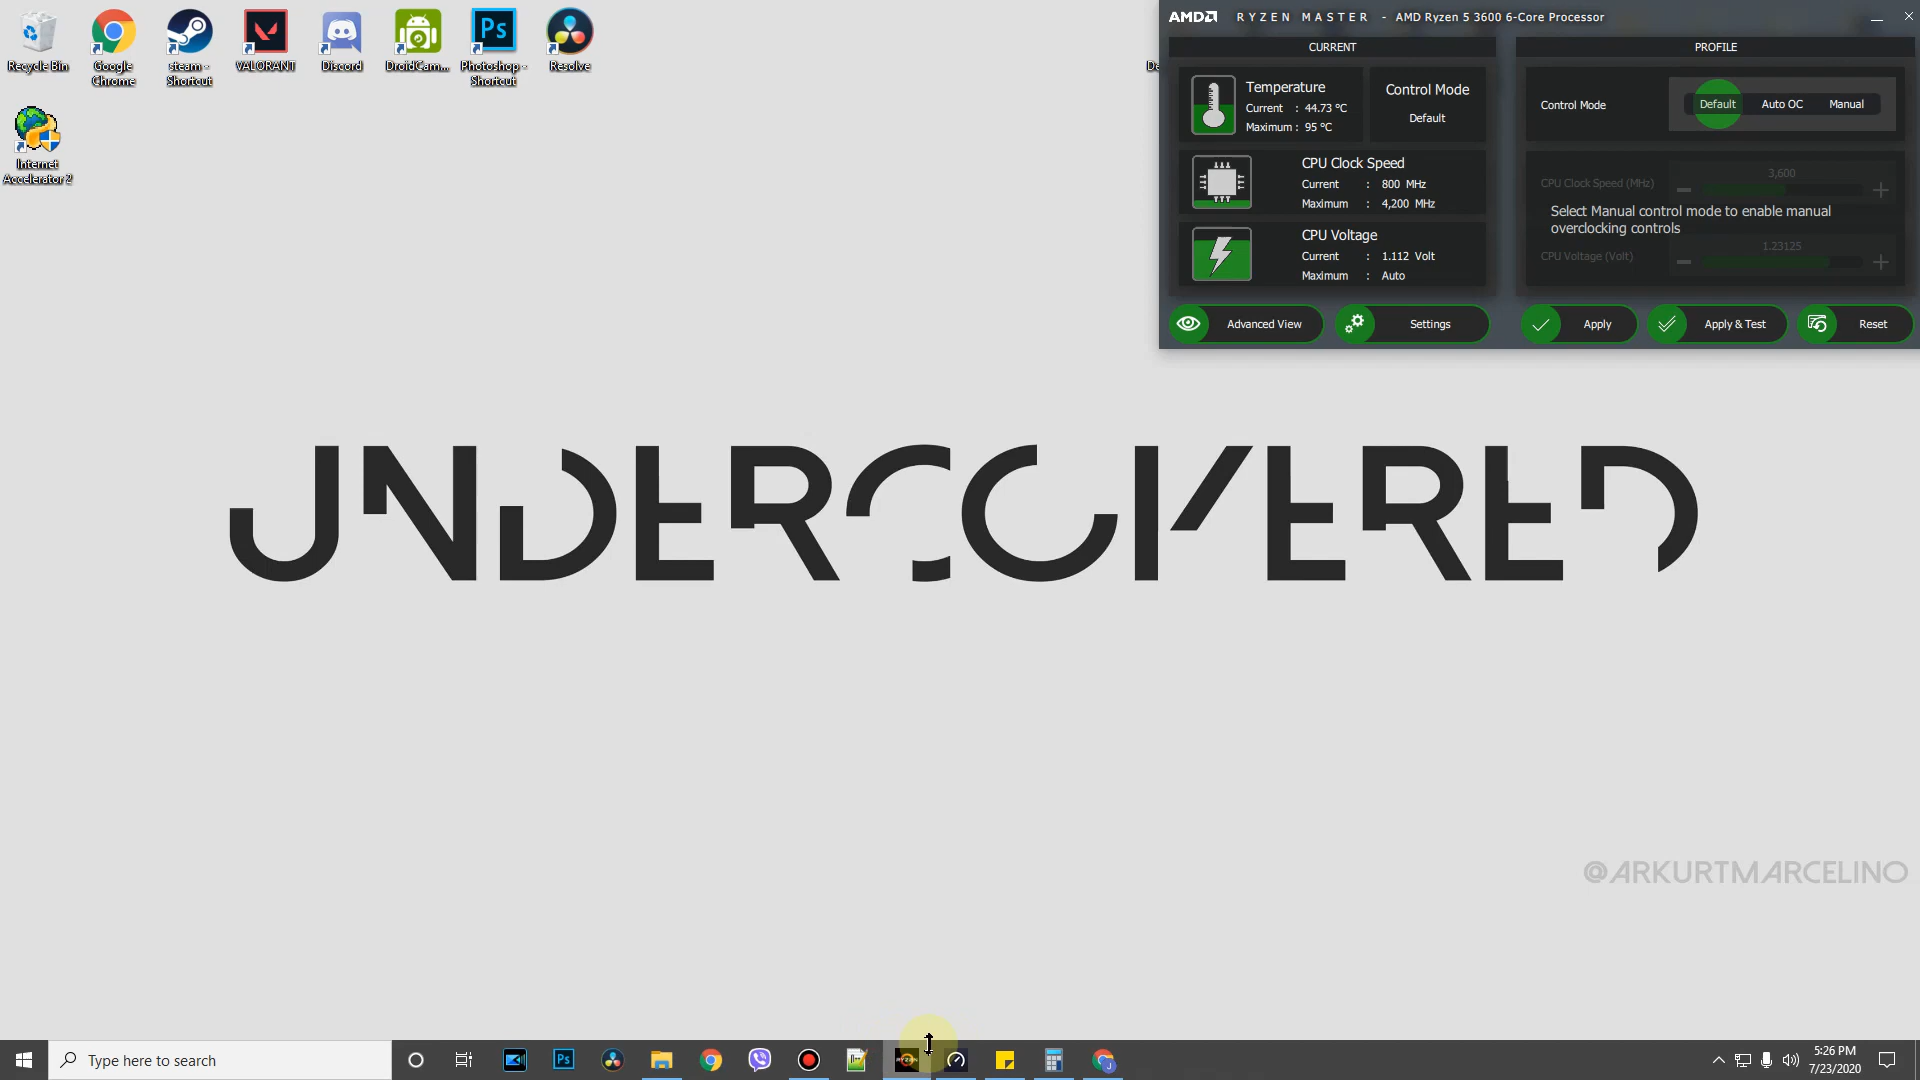 Recycle Bin
Google
Chrome
steam -
Shortcut
VALORANT
Discord
DroidCam...
Photoshop -
Shortcut
Resolve
Internet
Accelerator 2
De
AMD RYZEN MASTER - AMD Ryzen 5 3600 6-Core Processor
CURRENT
Temperature
Current : 44.73 °C
Maximum : 95 °C
Control Mode
Default
CPU Clock Speed
Current : 800 MHz
Maximum : 4,200 MHz
CPU Voltage
Current : 1.112 Volt
Maximum : Auto
Advanced View
Settings
PROFILE
Control Mode
Default
Auto OC
Manual
CPU Clock Speed (MHz)
3,600
Select Manual control mode to enable manual
overclocking controls
1.23125
CPU Voltage (Volt)
Apply
Apply & Test
Reset
UNDERCOVERED
@ARKURTMARCELINO
Type here to search
Ps
RYZEN
5:26 PM
7/23/2020